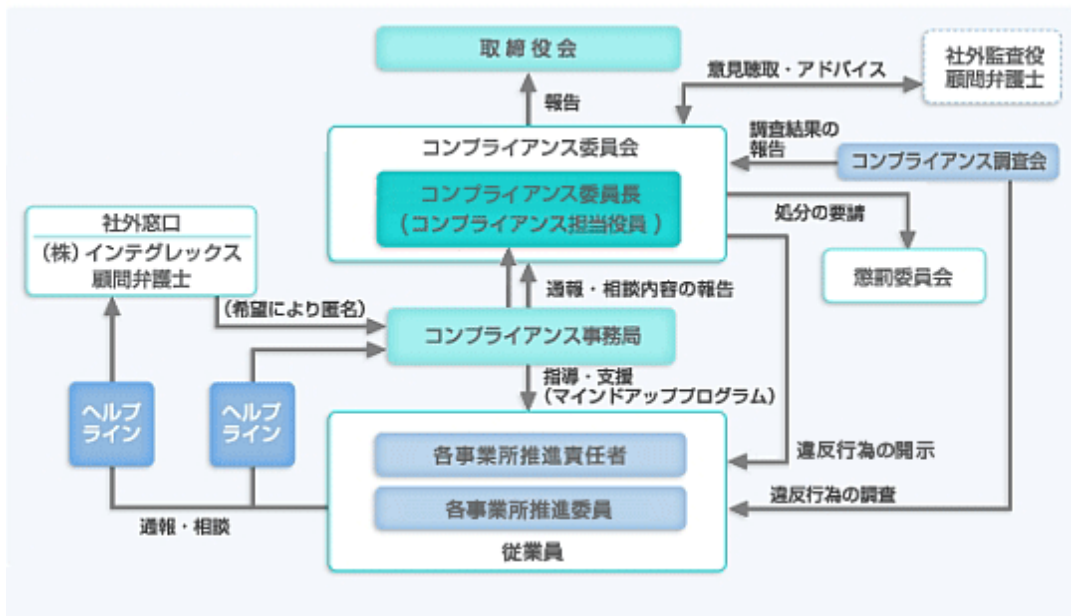 取締役会
社外監査役
顧問弁護士
意見聴取・アドバイス
報告
調査結果の
報告
コンプライアンス委員会
コンプライアンス調査会
コンプライアンス委員長
(コンプライアンス担当役員)
処分の要請
社外窓口
(株)インテグレックス
顧問弁護士
懲罰委員会
通報・相談内容の報告
(希望により匿名)
コンプライアンス事務局
指導・支援
(マインドアッププログラム)
ヘルプ
ライン
ヘルプ
ライン
各事業所推進責任者
違反行為の開示
各事業所推進委員
違反行為の調査
通報・相談
従業員